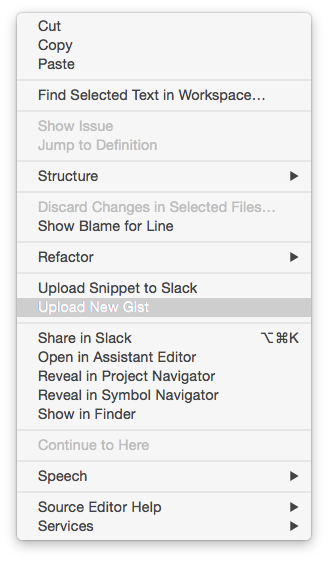 Cut
Copy
Paste
Find Selected Text in Workspace…
Show Issue
Jump to Definition
Structure ▶
Discard Changes in Selected Files…
Show Blame for Line
Refactor ▶
Upload Snippet to Slack
Upload New Gist
Share in Slack ⌥⌘K
Open in Assistant Editor
Reveal in Project Navigator
Reveal in Symbol Navigator
Show in Finder
Continue to Here
Speech ▶
Source Editor Help ▶
Services ▶